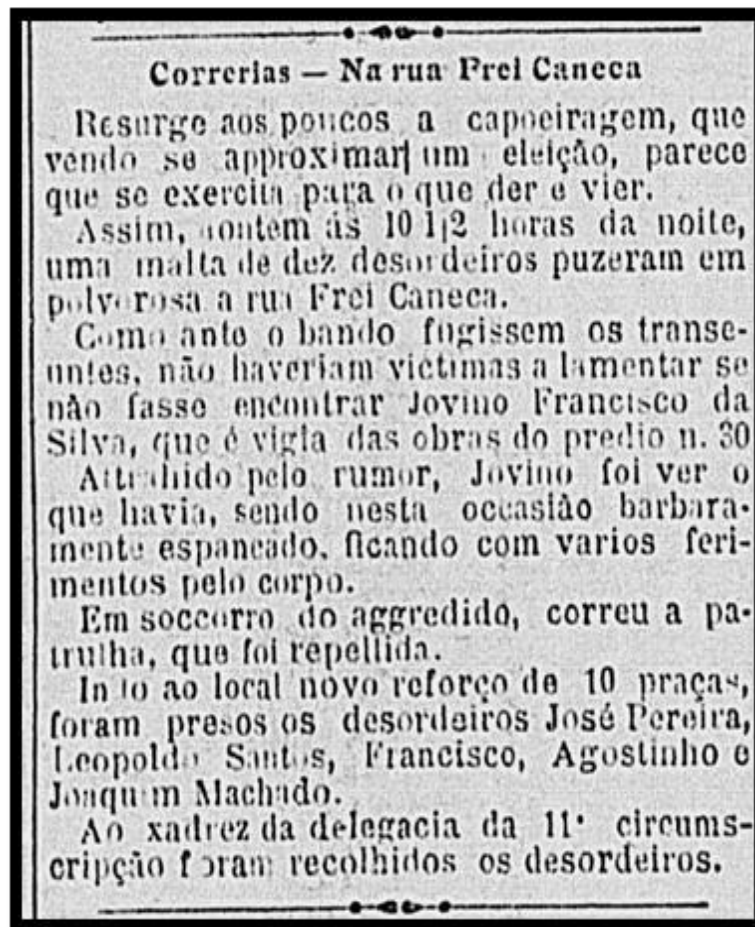 Correrias — Na rua Frei Caneca
Resurge aos poucos a capoeiragem, que
vendo se approximar um eleição, parece
que se exercita para o que der e vier.
Assim, hontem ás 10 1|2 horas da noite,
uma malta de dez desordeiros puzeram em
polvorosa a rua Frei Caneca.
Como ante o bando fugissem os transe-
untes, não haveriam victimas a lamentar se
não fasse encontrar Jovino Francisco da
Silva, que é vigia das obras do predio n. 30
Attrahido pelo rumor, Jovino foi ver o
que havia, sendo nesta occasião barbara-
mente espancado, ficando com varios feri-
mentos pelo corpo.
Em soccorro do aggredido, correu a pa-
trulha, que foi repellida.
Indo ao local novo reforço de 10 praças,
foram presos os desordeiros José Pereira,
Leopoldo Santos, Francisco, Agostinho e
Joaquim Machado.
Ao xadrez da delegacia da 11ª circums-
cripção foram recolhidos os desordeiros.